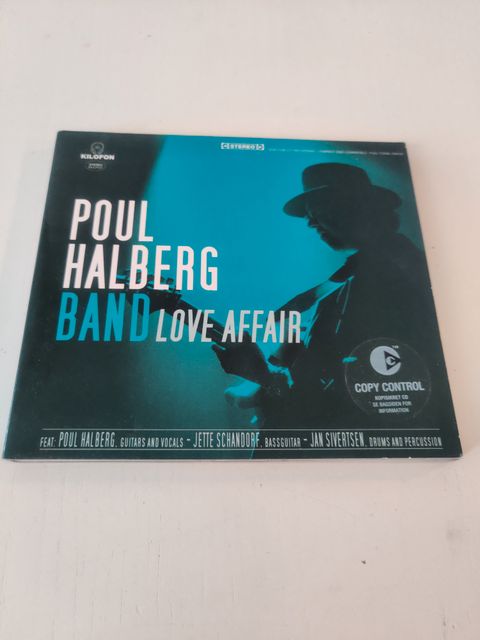 KILOFON
STEREO
POUL
HALBERG
BAND LOVE AFFAIR
COPY CONTROL
KOPISIKRET CD
SE BAGSIDEN FOR
INFORMATION
FEAT: POUL HALBERG, GUITARS AND VOCALS – JETTE SCHANDORF, BASSGUITAR – JAN SIVERTSEN, DRUMS AND PERCUSSION